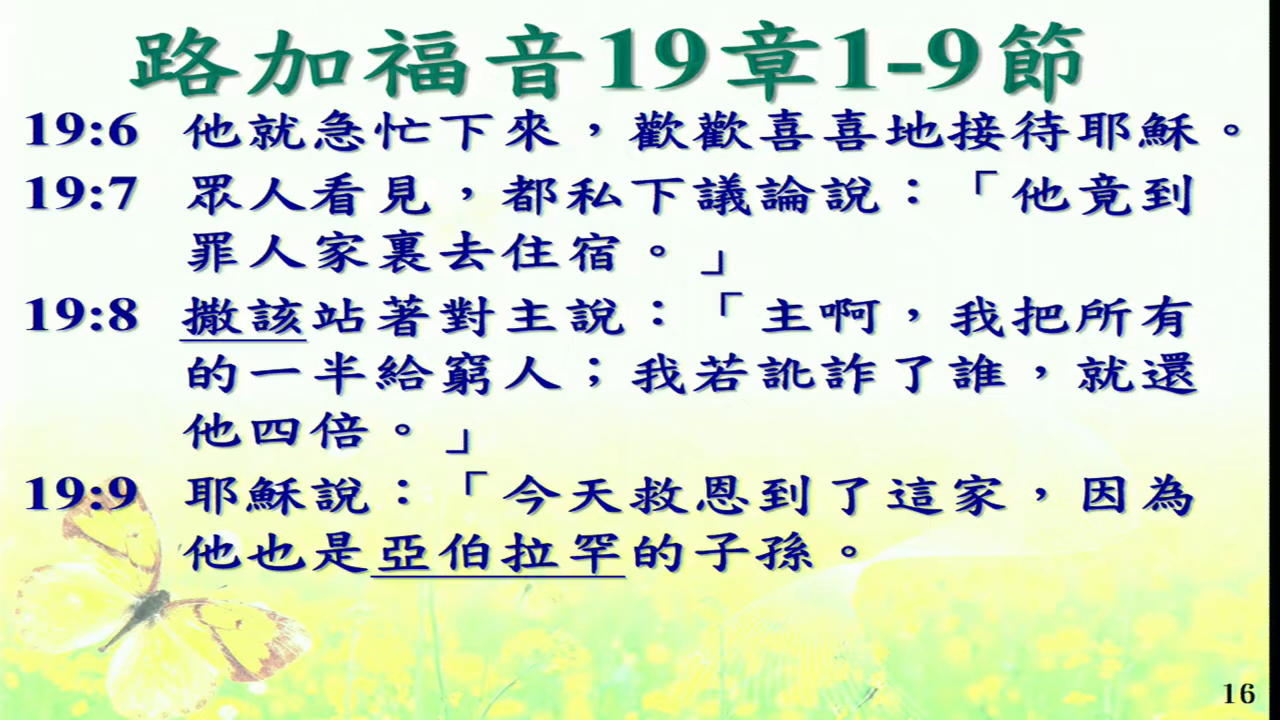 路加福音19章1-9節
19:6 他就急忙下來，歡歡喜喜地接待耶穌。
19:7 眾人看見，都私下議論說：「他竟到
罪人家裏去住宿。」
19:8 撒該站著對主說：「主啊，我把所有
的一半給窮人；我若訛詐了誰，就還
他四倍。」
19:9 耶穌說：「今天救恩到了這家，因為
他也是亞伯拉罕的子孫。
16